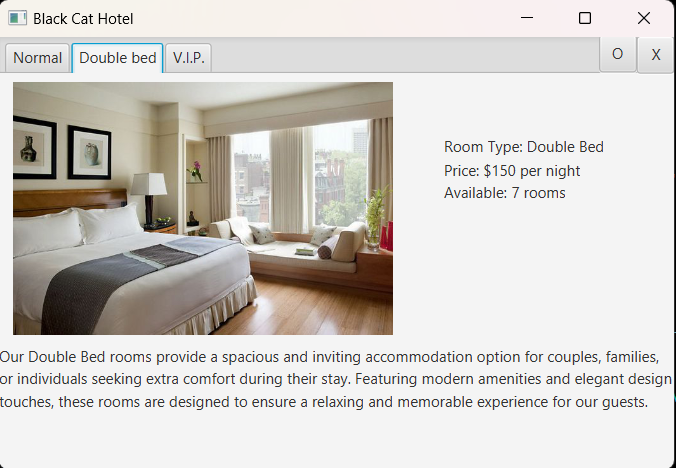 Black Cat Hotel
Normal
Double bed
V.I.P.
O
X
Room Type: Double Bed
Price: $150 per night
Available: 7 rooms
Our Double Bed rooms provide a spacious and inviting accommodation option for couples, families,
or individuals seeking extra comfort during their stay. Featuring modern amenities and elegant design
touches, these rooms are designed to ensure a relaxing and memorable experience for our guests.